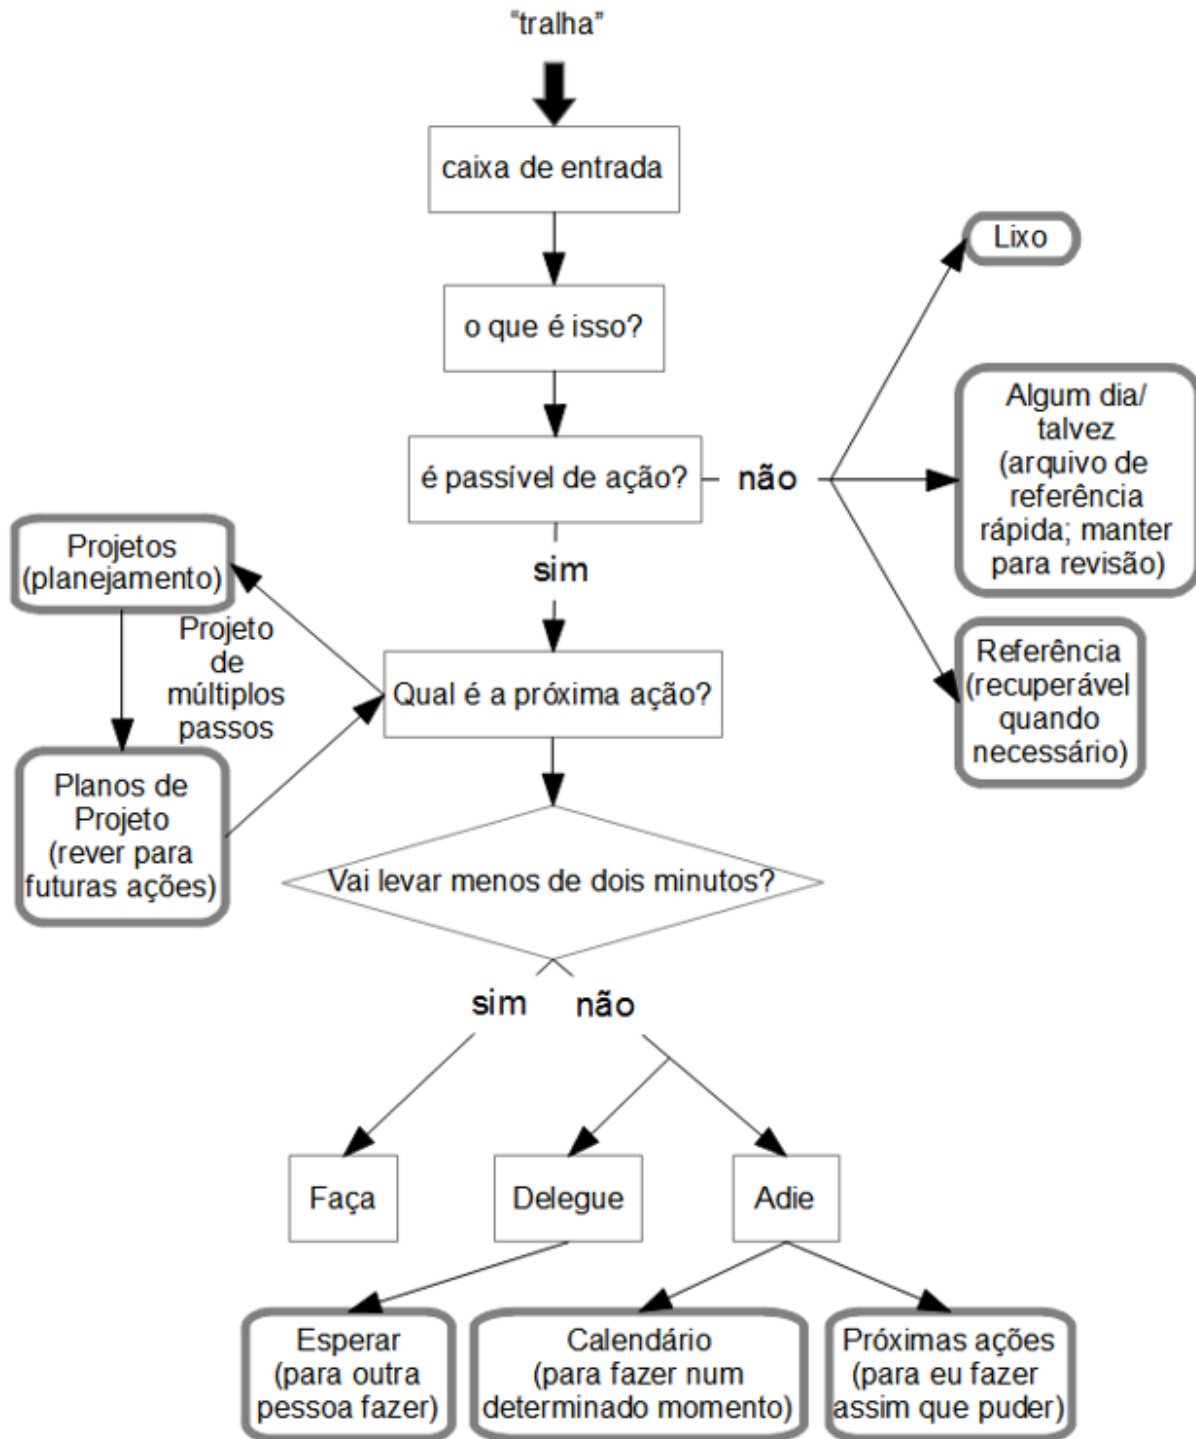 "tralha"
caixa de entrada
o que é isso?
é passível de ação?
não
Lixo
Algum dia/
talvez
(arquivo de
referência
rápida; manter
para revisão)
Referência
(recuperável
quando
necessário)
sim
Qual é a próxima ação?
Projetos
(planejamento)
Projeto
de
múltiplos
passos
Planos de
Projeto
(rever para
futuras ações)
Vai levar menos de dois minutos?
sim
não
Faça
Delegue
Adie
Esperar
(para outra
pessoa fazer)
Calendário
(para fazer num
determinado momento)
Próximas ações
(para eu fazer
assim que puder)